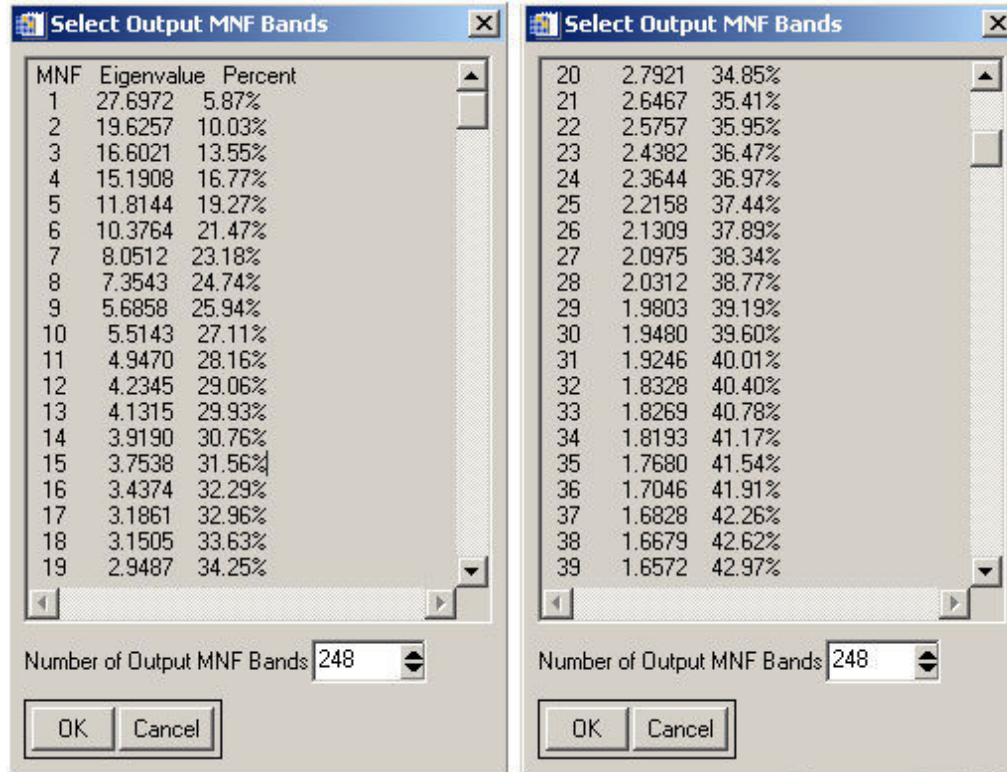 Select Output MNF Bands
MNF Eigenvalue Percent
1 27.6972 5.87%
2 19.6257 10.03%
3 16.6021 13.55%
4 15.1908 16.77%
5 11.8144 19.27%
6 10.3764 21.47%
7 8.0512 23.18%
8 7.3543 24.74%
9 5.6858 25.94%
10 5.5143 27.11%
11 4.9470 28.16%
12 4.2345 29.06%
13 4.1315 29.93%
14 3.9190 30.76%
15 3.7538 31.56%
16 3.4374 32.29%
17 3.1861 32.96%
18 3.1505 33.63%
19 2.9487 34.25%
Number of Output MNF Bands 248
OK Cancel
Select Output MNF Bands
20 2.7921 34.85%
21 2.6467 35.41%
22 2.5757 35.95%
23 2.4382 36.47%
24 2.3644 36.97%
25 2.2158 37.44%
26 2.1309 37.89%
27 2.0975 38.34%
28 2.0312 38.77%
29 1.9803 39.19%
30 1.9480 39.60%
31 1.9246 40.01%
32 1.8328 40.40%
33 1.8269 40.78%
34 1.8193 41.17%
35 1.7680 41.54%
36 1.7046 41.91%
37 1.6828 42.26%
38 1.6679 42.62%
39 1.6572 42.97%
Number of Output MNF Bands 248
OK Cancel